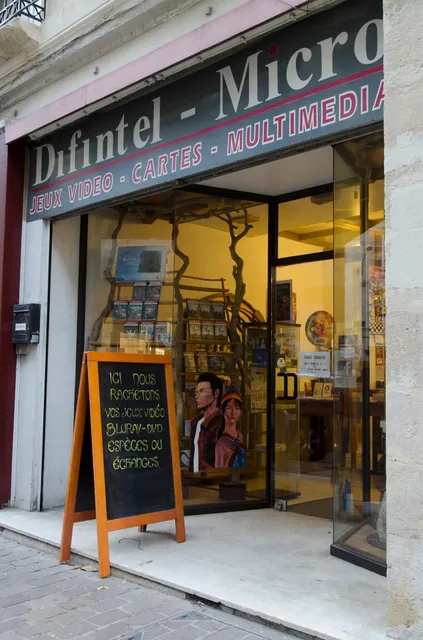 Difintel - Micro
JEUX VIDEO - CARTES - MULTIMEDIA
ICI NOUS
RACHETONS
VOS JEUX VIDÉO
BLURAY-DVD
ESPÈCES OU
ÉCHANGES